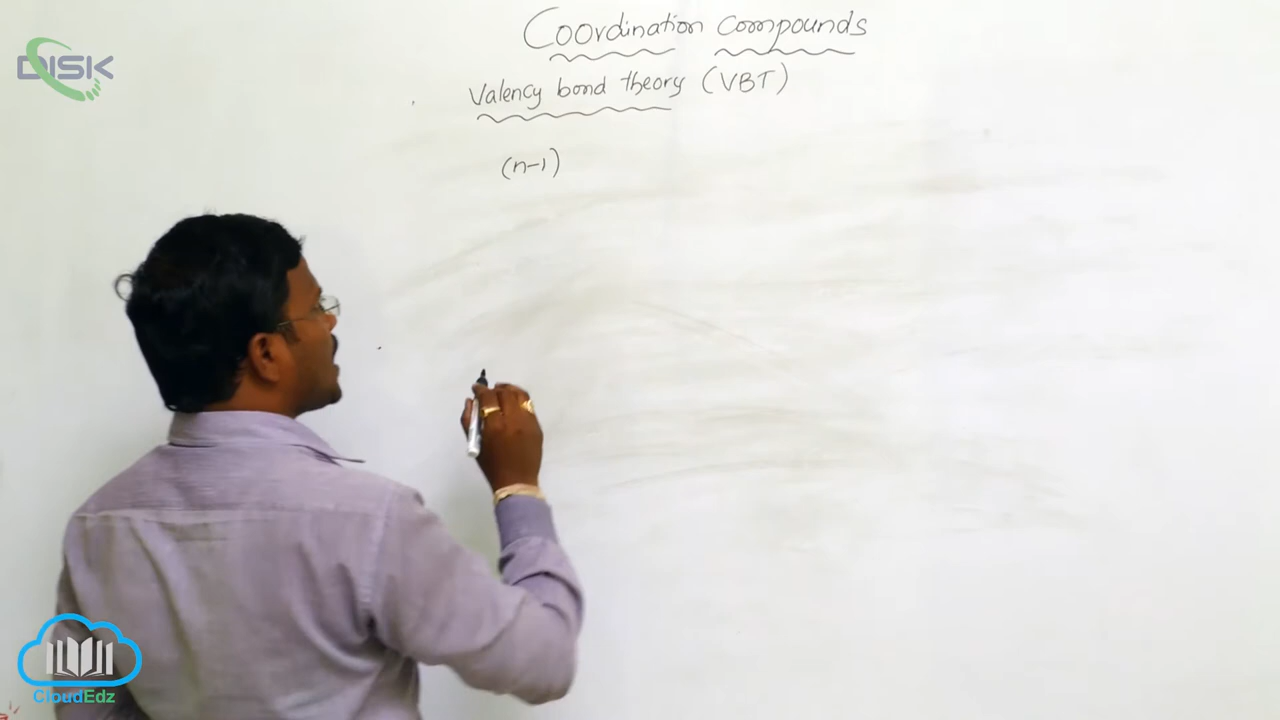 Coordination compounds
DISK
Valency bond theory (VBT)
(n-1)
CloudEdz